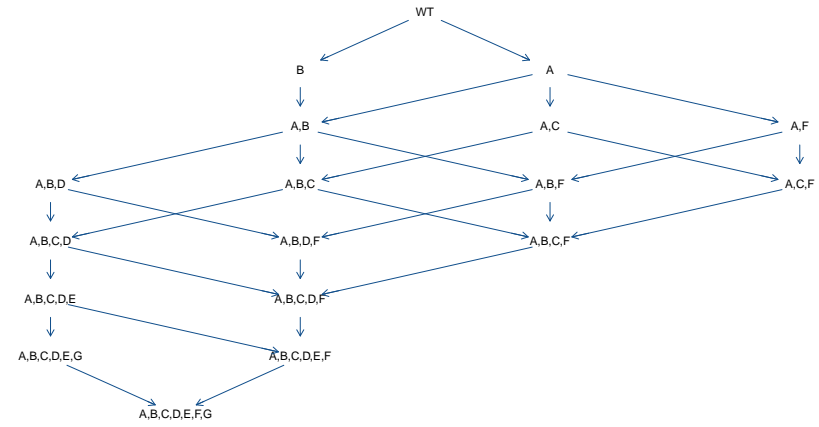 WT
B
A
A,B
A,C
A,F
A,B,D
A,B,C
A,B,F
A,C,F
A,B,C,D
A,B,D,F
A,B,C,F
A,B,C,D,E
A,B,C,D,F
A,B,C,D,E,G
A,B,C,D,E,F
A,B,C,D,E,F,G